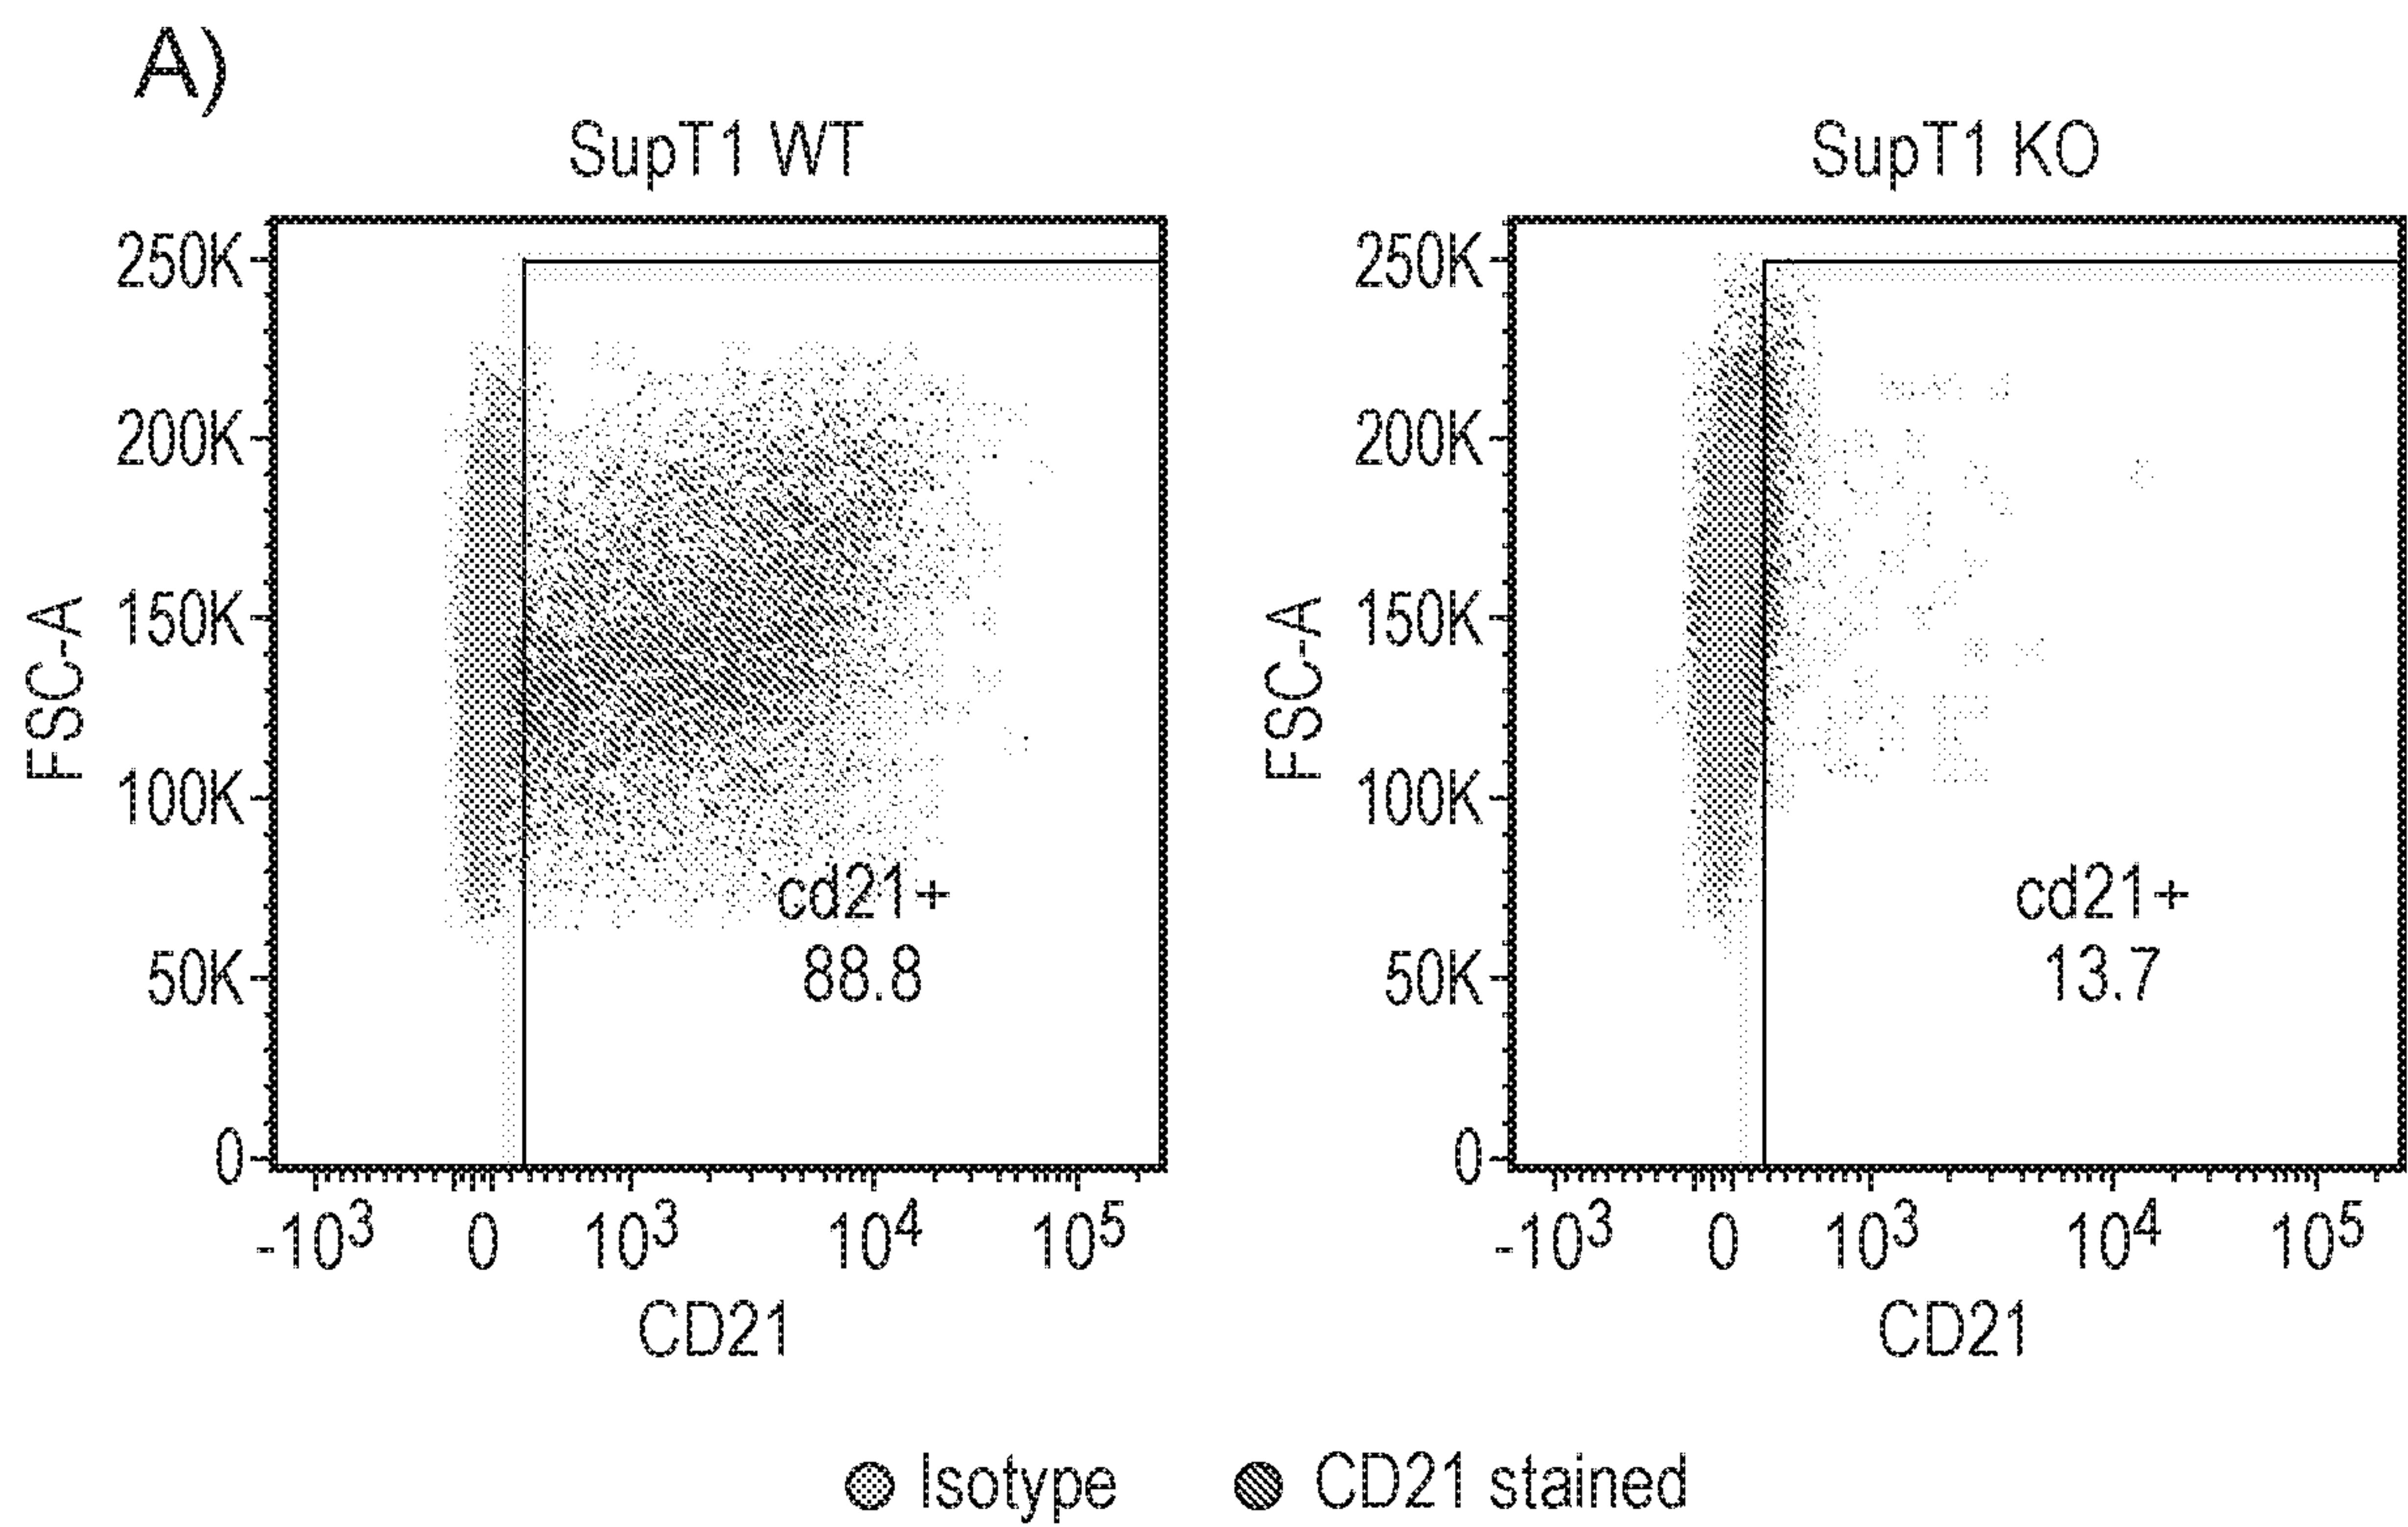 A)
SupT1 WT
250K
200K
150K
100K
50K
0
FSC-A
cd21+
88.8
-10³ 0 10³ 10⁴ 10⁵
CD21
SupT1 KO
250K
200K
150K
100K
50K
0
FSC-A
cd21+
13.7
-10³ 0 10³ 10⁴ 10⁵
CD21
Isotype CD21 stained